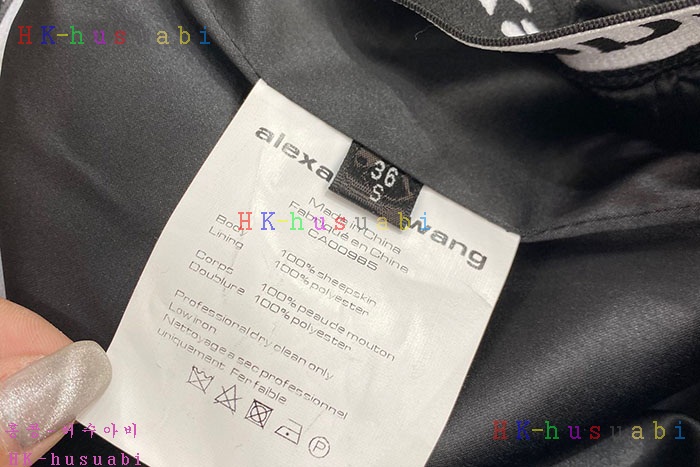 HK-husuabi
alexa wang
36
S
Made in China
Fabriqué en Chine
CA00985
Body 100% sheepskin
Lining 100% polyester
Corps 100% peau de mouton
Doublure 100% polyester
Professional dry clean only
Low iron
Nettoyage a sec professionnel
uniquement. Fer faible
P
HK-husuabi
홍콩-허수아비
HK-husuabi
HK-husuabi